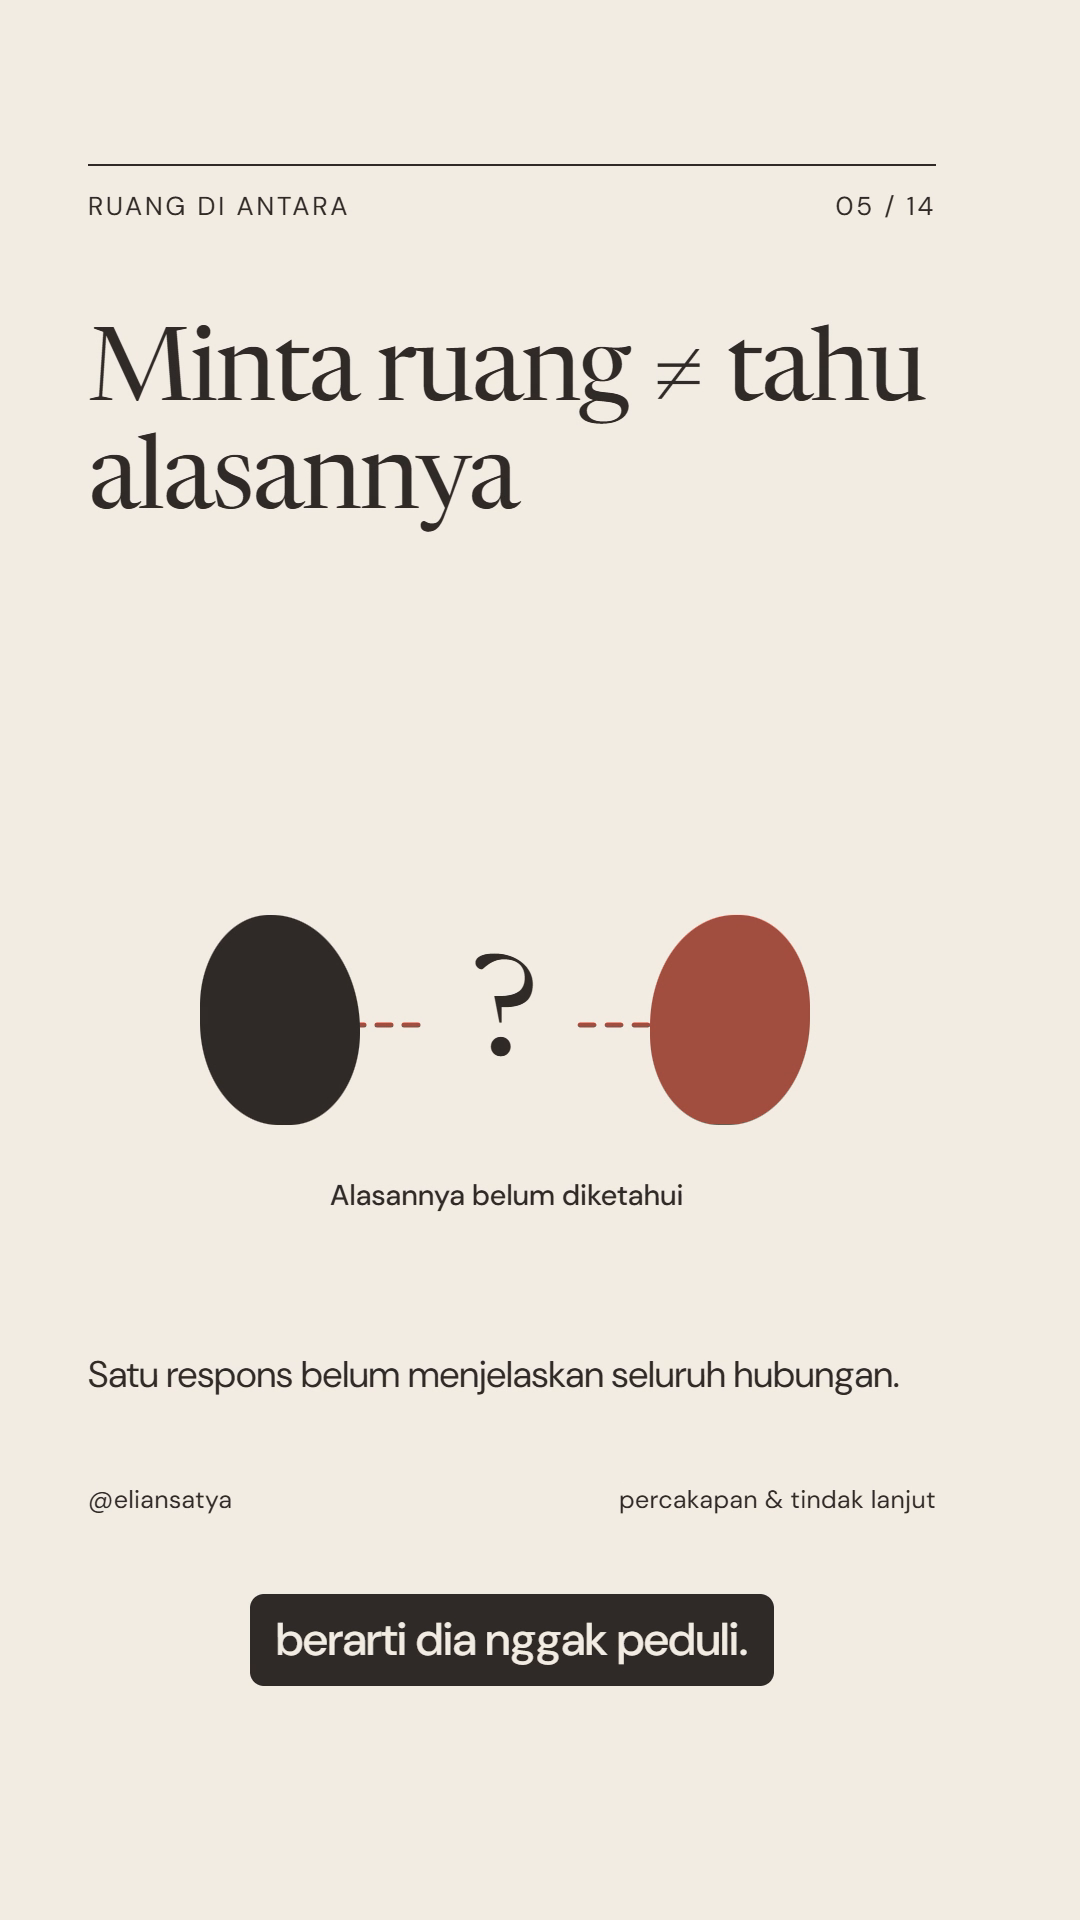 RUANG DI ANTARA
05 / 14
Minta ruang ≠ tahu
alasannya
?
Alasannya belum diketahui
Satu respons belum menjelaskan seluruh hubungan.
@eliansatya
percakapan & tindak lanjut
berarti dia nggak peduli.